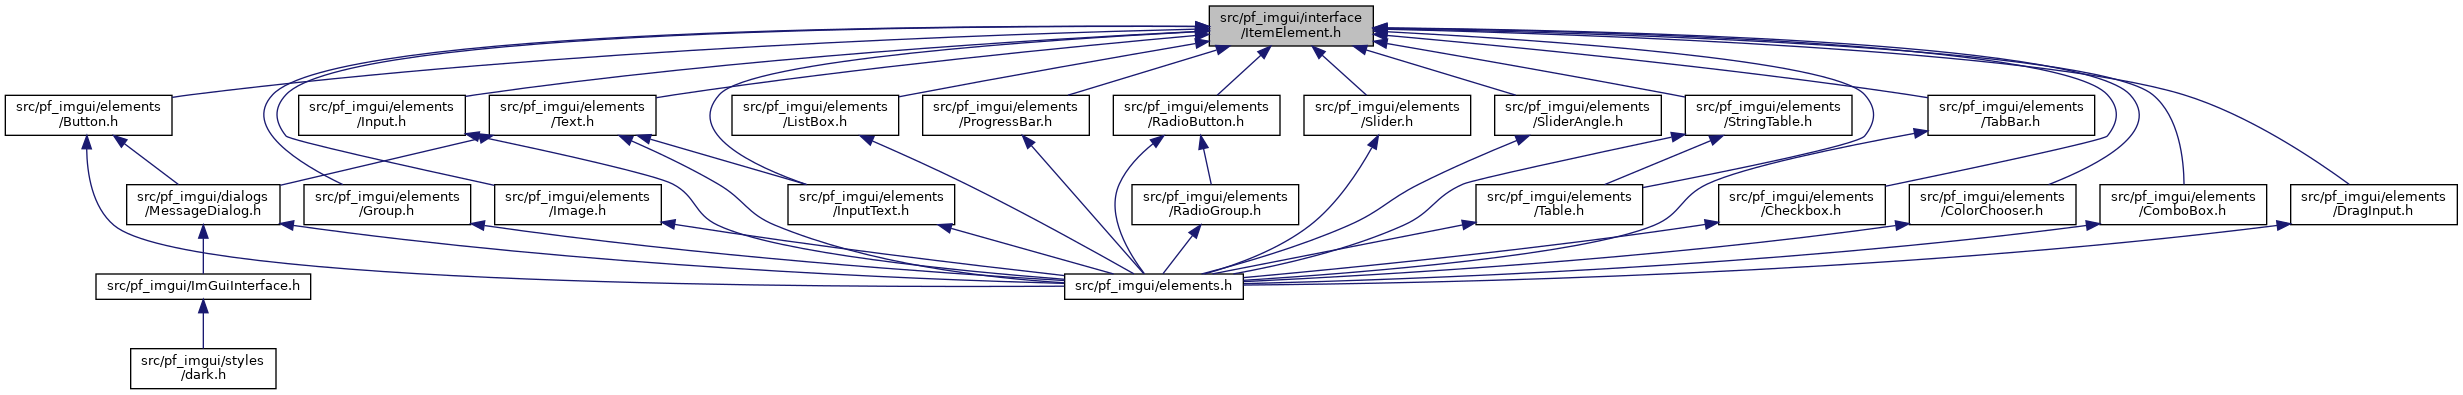 src/pf_imgui/interface
/ItemElement.h
src/pf_imgui/elements
/Button.h
src/pf_imgui/elements
/Input.h
src/pf_imgui/elements
/Text.h
src/pf_imgui/elements
/ListBox.h
src/pf_imgui/elements
/ProgressBar.h
src/pf_imgui/elements
/RadioButton.h
src/pf_imgui/elements
/Slider.h
src/pf_imgui/elements
/SliderAngle.h
src/pf_imgui/elements
/StringTable.h
src/pf_imgui/elements
/TabBar.h
src/pf_imgui/dialogs
/MessageDialog.h
src/pf_imgui/elements
/Group.h
src/pf_imgui/elements
/Image.h
src/pf_imgui/elements
/InputText.h
src/pf_imgui/elements
/RadioGroup.h
src/pf_imgui/elements
/Table.h
src/pf_imgui/elements
/Checkbox.h
src/pf_imgui/elements
/ColorChooser.h
src/pf_imgui/elements
/ComboBox.h
src/pf_imgui/elements
/DragInput.h
src/pf_imgui/ImGuiInterface.h
src/pf_imgui/elements.h
src/pf_imgui/styles
/dark.h